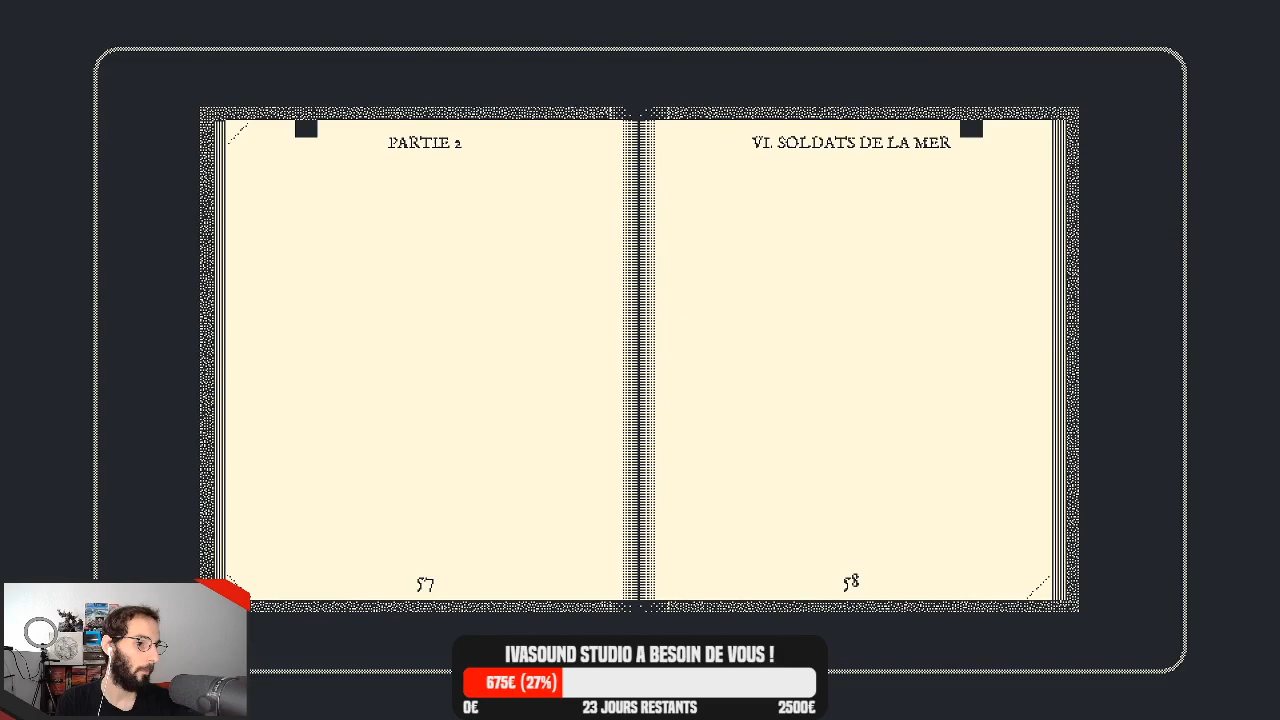 PARTIE 2
VI. SOLDATS DE LA MER
57
58
IVASOUND STUDIO A BESOIN DE VOUS !
675€ (27%)
0€ 23 JOURS RESTANTS 2500€